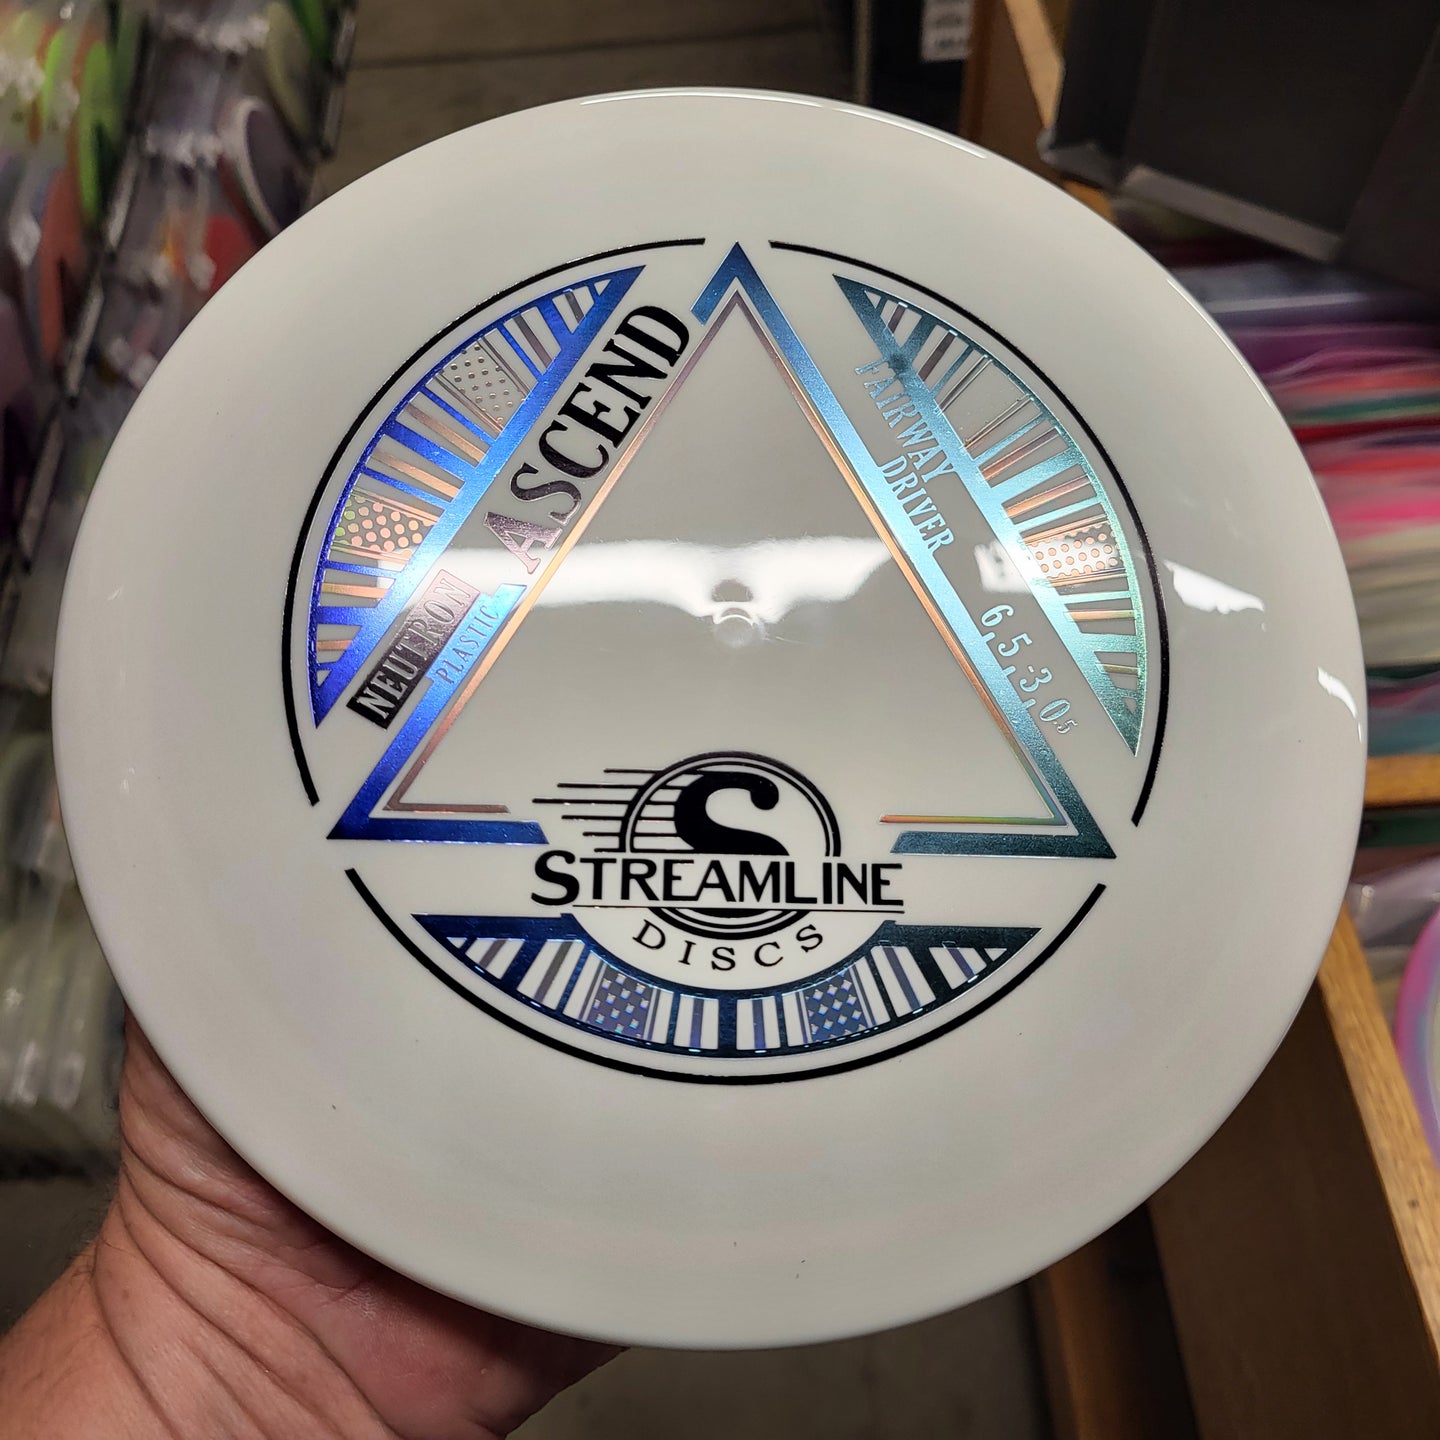 ASCEND
NEUTRON
PLASTIC
FAIRWAY
DRIVER
6,5,-3,0.5
S
STREAMLINE
DISCS